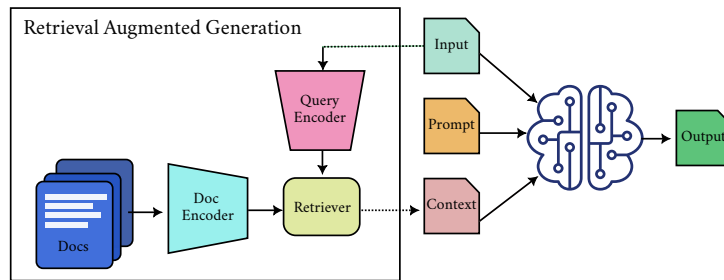 Retrieval Augmented Generation
Input
Query
Encoder
Prompt
Output
Doc
Encoder
Retriever
Context
Docs